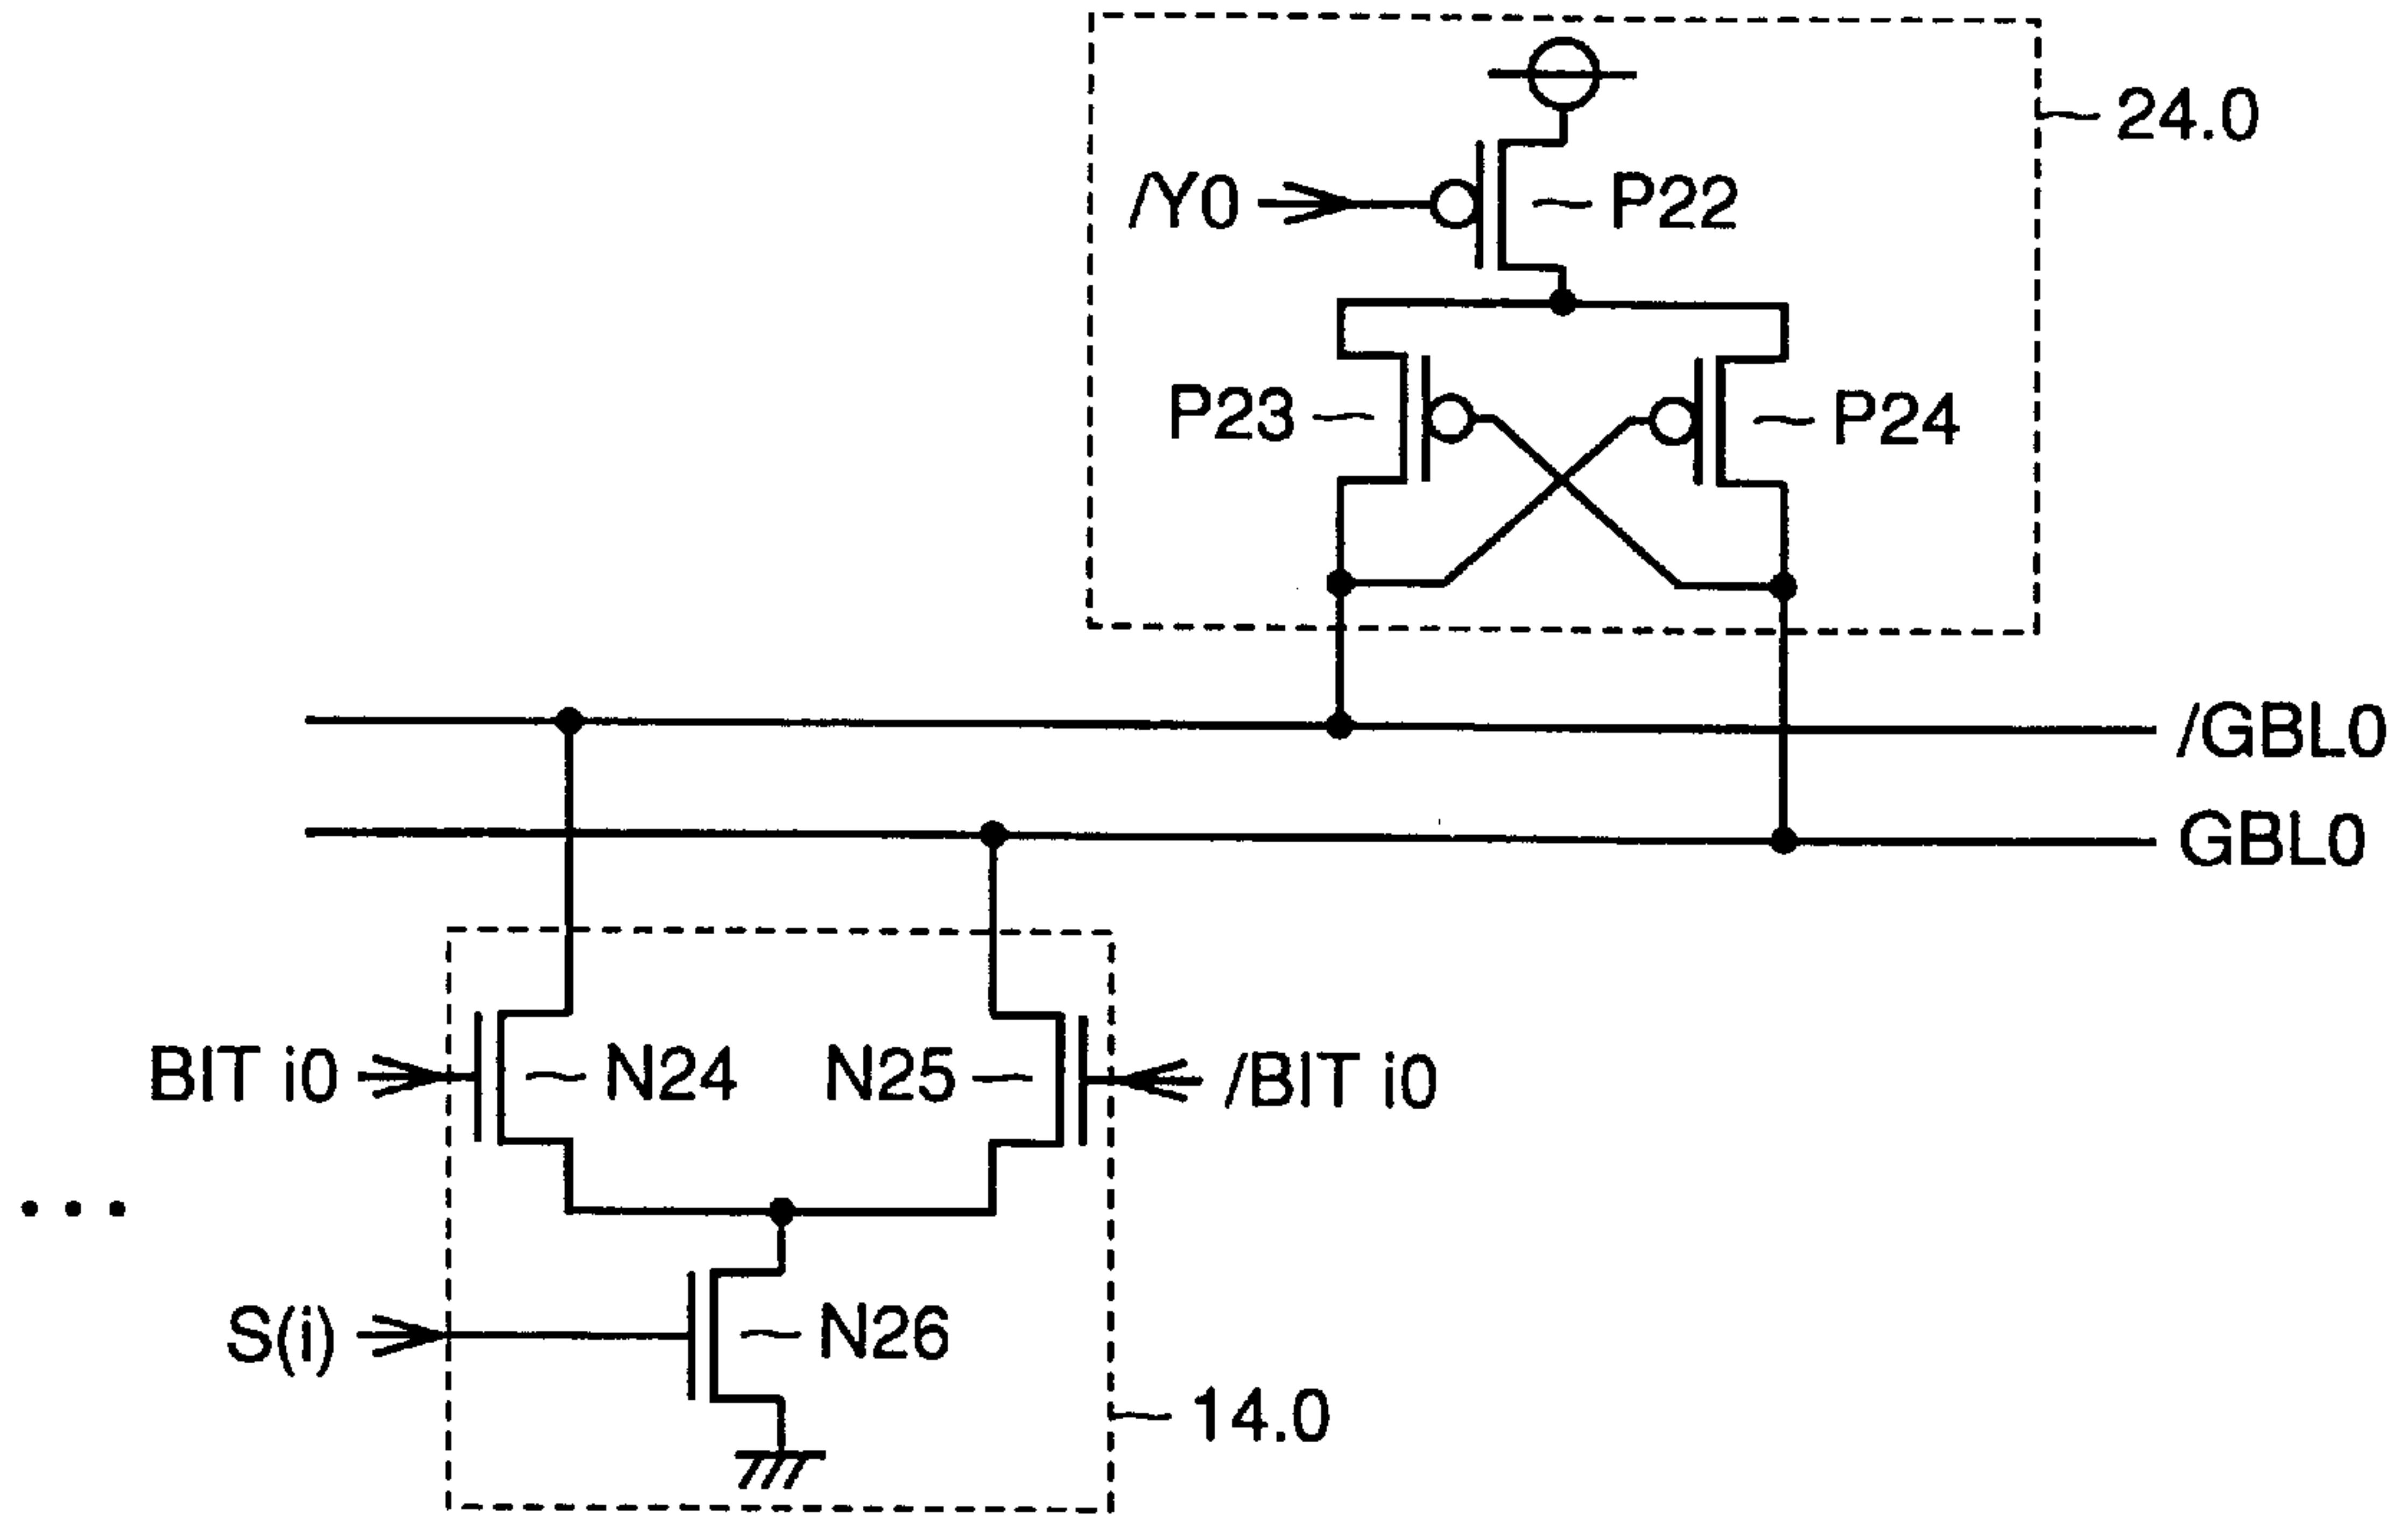 24.0
/Y0
P22
P23
P24
/GBL0
GBL0
BIT i0
N24
N25
/BIT i0
...
S(i)
N26
14.0